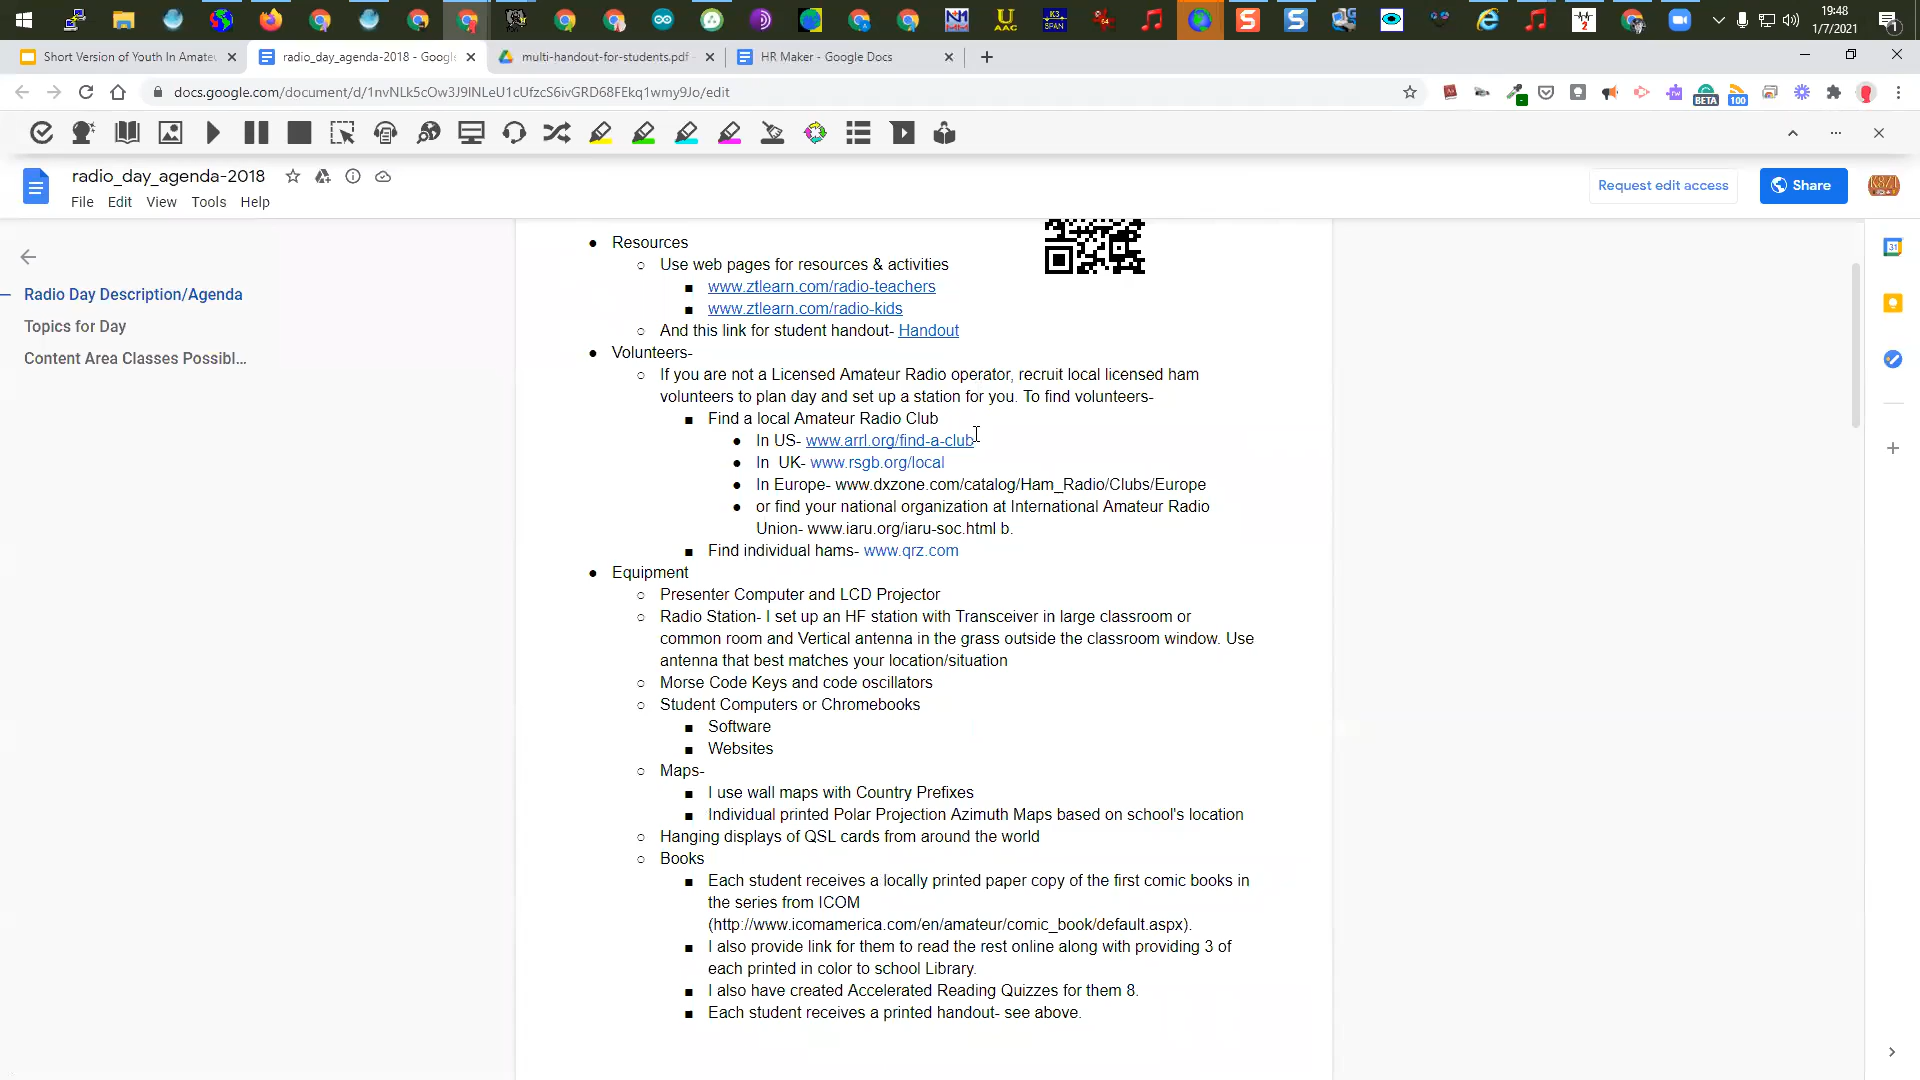 19:48
1/7/2021
Short Version of Youth In Amate
radio_day_agenda-2018 - Google
multi-handout-for-students.pdf -
HR Maker - Google Docs
docs.google.com/document/d/1nvNLk5cOw3J9lNLeU1cUfzcS6ivGRD68FEkq1wmy9Jo/edit
BETA
100
radio_day_agenda-2018
File Edit View Tools Help
Request edit access
Share
Radio Day Description/Agenda
Topics for Day
Content Area Classes Possibl...
Resources
Use web pages for resources & activities
www.ztlearn.com/radio-teachers
www.ztlearn.com/radio-kids
And this link for student handout- Handout
Volunteers-
If you are not a Licensed Amateur Radio operator, recruit local licensed ham
volunteers to plan day and set up a station for you. To find volunteers-
Find a local Amateur Radio Club
In US- www.arrl.org/find-a-club
In  UK- www.rsgb.org/local
In Europe- www.dxzone.com/catalog/Ham_Radio/Clubs/Europe
or find your national organization at International Amateur Radio
Union- www.iaru.org/iaru-soc.html b.
Find individual hams- www.qrz.com
Equipment
Presenter Computer and LCD Projector
Radio Station- I set up an HF station with Transceiver in large classroom or
common room and Vertical antenna in the grass outside the classroom window. Use
antenna that best matches your location/situation
Morse Code Keys and code oscillators
Student Computers or Chromebooks
Software
Websites
Maps-
I use wall maps with Country Prefixes
Individual printed Polar Projection Azimuth Maps based on school's location
Hanging displays of QSL cards from around the world
Books
Each student receives a locally printed paper copy of the first comic books in
the series from ICOM
(http://www.icomamerica.com/en/amateur/comic_book/default.aspx).
I also provide link for them to read the rest online along with providing 3 of
each printed in color to school Library.
I also have created Accelerated Reading Quizzes for them 8.
Each student receives a printed handout- see above.